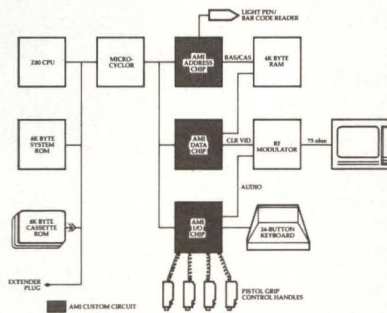 LIGHT PEN/
BAR CODE READER
Z80 CPU
MICRO-
CYCLOR
AMI
ADDRESS
CHIP
RAS/CAS
4K BYTE
RAM
8K BYTE
SYSTEM
ROM
AMI
DATA
CHIP
CLR VID
RF
MODULATOR
75 ohm
AUDIO
8K BYTE
CASSETTE
ROM
AMI
I/O
CHIP
24-BUTTON
KEYBOARD
EXTENDER
PLUG
AMI CUSTOM CIRCUIT
PISTOL GRIP
CONTROL HANDLES